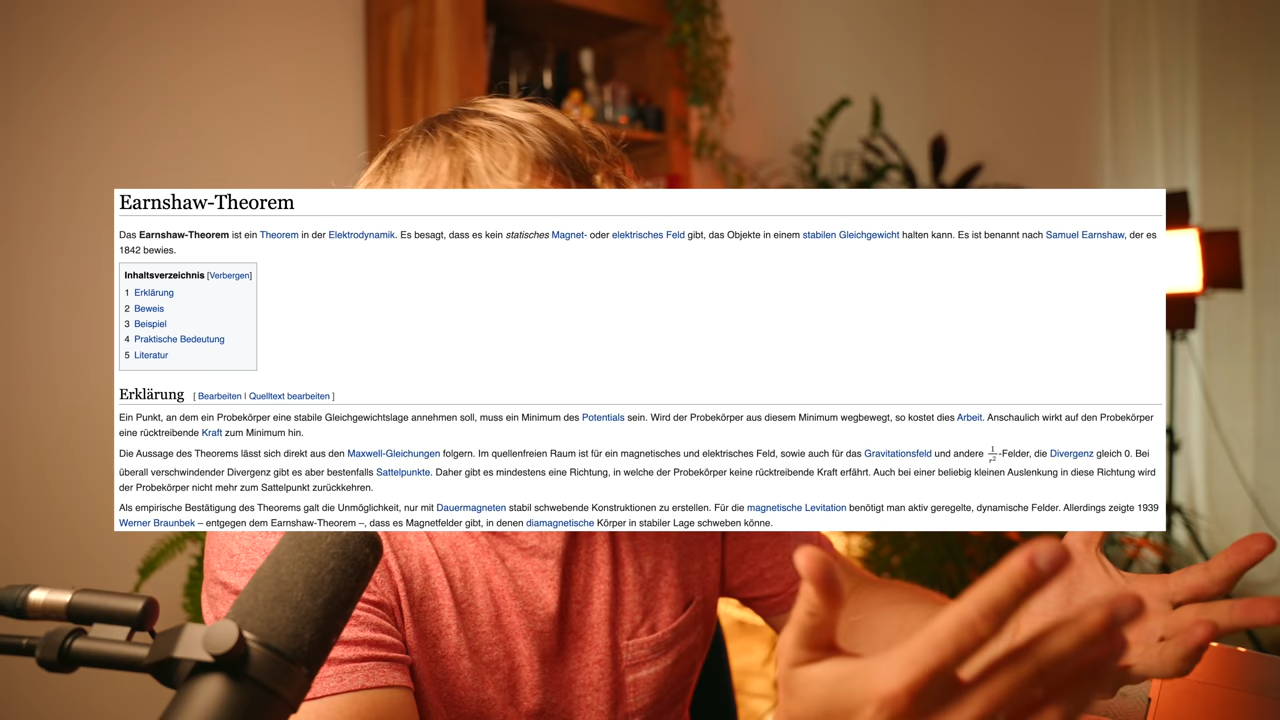 Earnshaw-Theorem
Das Earnshaw-Theorem ist ein Theorem in der Elektrodynamik. Es besagt, dass es kein statisches Magnet- oder elektrisches Feld gibt, das Objekte in einem stabilen Gleichgewicht halten kann. Es ist benannt nach Samuel Earnshaw, der es
1842 bewies.
Inhaltsverzeichnis [Verbergen]
1 Erklärung
2 Beweis
3 Beispiel
4 Praktische Bedeutung
5 Literatur
Erklärung [ Bearbeiten | Quelltext bearbeiten ]
Ein Punkt, an dem ein Probekörper eine stabile Gleichgewichtslage annehmen soll, muss ein Minimum des Potentials sein. Wird der Probekörper aus diesem Minimum wegbewegt, so kostet dies Arbeit. Anschaulich wirkt auf den Probekörper
eine rücktreibende Kraft zum Minimum hin.
Die Aussage des Theorems lässt sich direkt aus den Maxwell-Gleichungen folgern. Im quellenfreien Raum ist für ein magnetisches und elektrisches Feld, sowie auch für das Gravitationsfeld und andere 1/r²-Felder, die Divergenz gleich 0. Bei
überall verschwindender Divergenz gibt es aber bestenfalls Sattelpunkte. Daher gibt es mindestens eine Richtung, in welche der Probekörper keine rücktreibende Kraft erfährt. Auch bei einer beliebig kleinen Auslenkung in diese Richtung wird
der Probekörper nicht mehr zum Sattelpunkt zurückkehren.
Als empirische Bestätigung des Theorems galt die Unmöglichkeit, nur mit Dauermagneten stabil schwebende Konstruktionen zu erstellen. Für die magnetische Levitation benötigt man aktiv geregelte, dynamische Felder. Allerdings zeigte 1939
Werner Braunbek – entgegen dem Earnshaw-Theorem –, dass es Magnetfelder gibt, in denen diamagnetische Körper in stabiler Lage schweben könne.